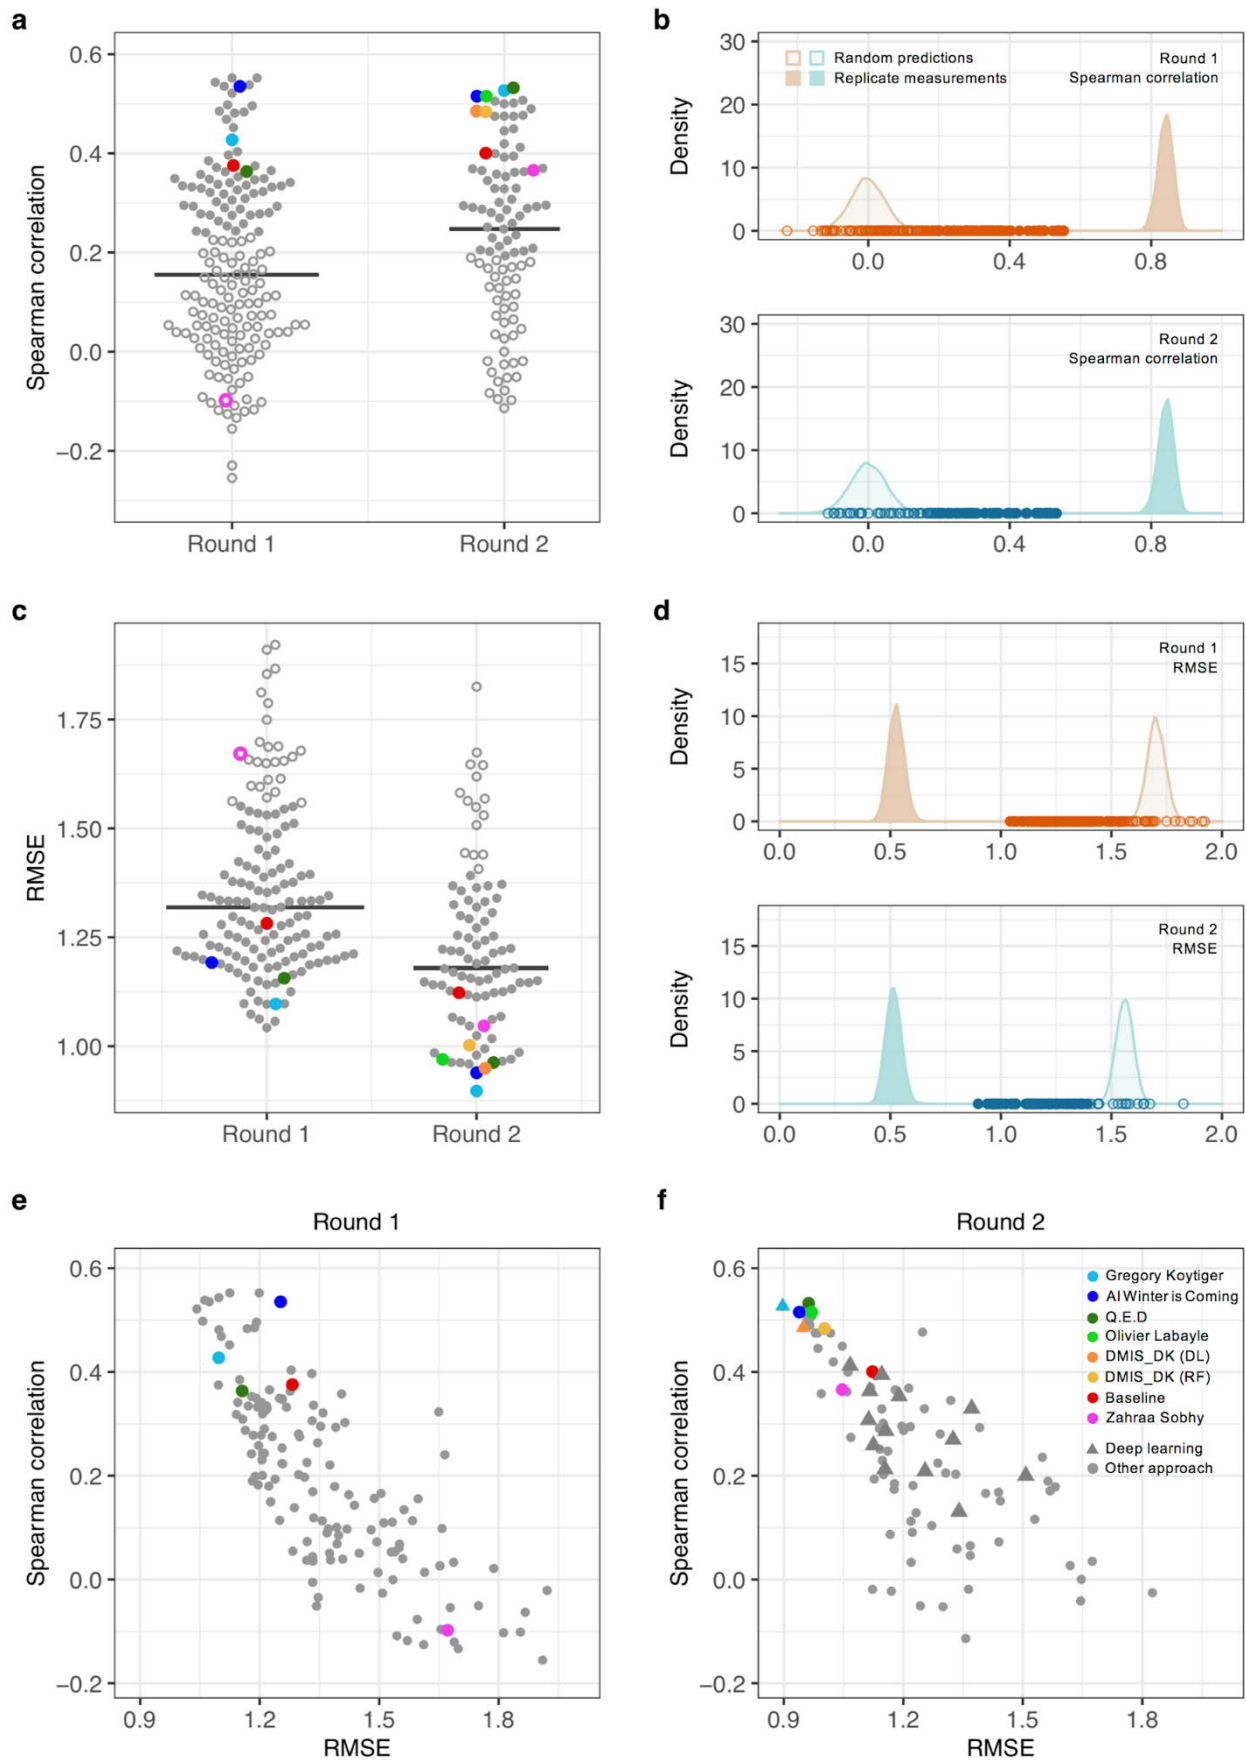 a
0.6
0.4
0.2
0.0
−0.2
Spearman correlation
Round 1
Round 2
b
30
20
10
0
Density
Random predictions
Replicate measurements
Round 1
Spearman correlation
0.0
0.4
0.8
30
20
10
0
Density
Round 2
Spearman correlation
0.0
0.4
0.8
c
1.75
1.50
1.25
1.00
RMSE
Round 1
Round 2
d
15
10
5
0
Density
Round 1
RMSE
0.0
0.5
1.0
1.5
2.0
15
10
5
0
Density
Round 2
RMSE
0.0
0.5
1.0
1.5
2.0
e
Round 1
0.6
0.4
0.2
0.0
−0.2
Spearman correlation
0.9
1.2
1.5
1.8
RMSE
f
Round 2
0.6
0.4
0.2
0.0
−0.2
Spearman correlation
Gregory Koytiger
AI Winter is Coming
Q.E.D
Olivier Labayle
DMIS_DK (DL)
DMIS_DK (RF)
Baseline
Zahraa Sobhy
Deep learning
Other approach
0.9
1.2
1.5
1.8
RMSE